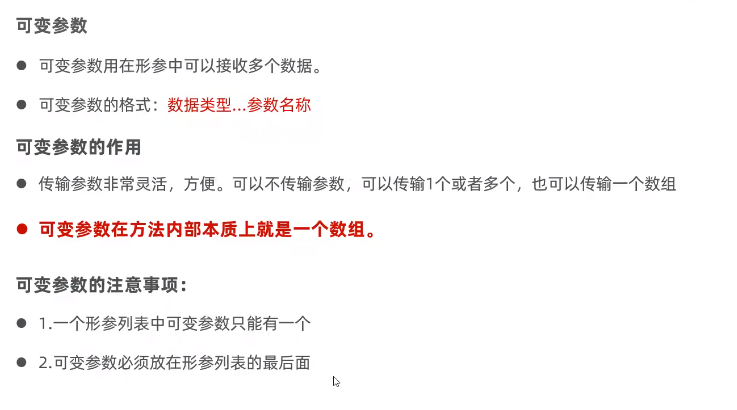 可变参数
● 可变参数用在形参中可以接收多个数据。
● 可变参数的格式：数据类型...参数名称
可变参数的作用
● 传输参数非常灵活，方便。可以不传输参数，可以传输1个或者多个，也可以传输一个数组
● 可变参数在方法内部本质上就是一个数组。
可变参数的注意事项：
● 1.一个形参列表中可变参数只能有一个
● 2.可变参数必须放在形参列表的最后面